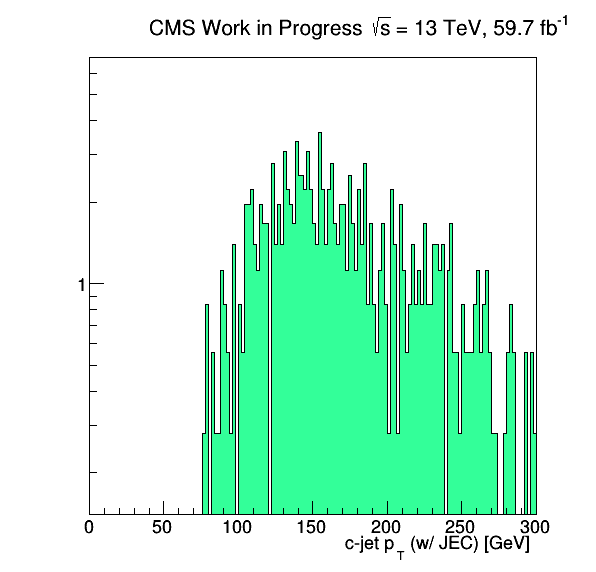 CMS Work in Progress √s = 13 TeV, 59.7 fb⁻¹
1
0 50 100 150 200 250 300
c-jet p_T (w/ JEC) [GeV]